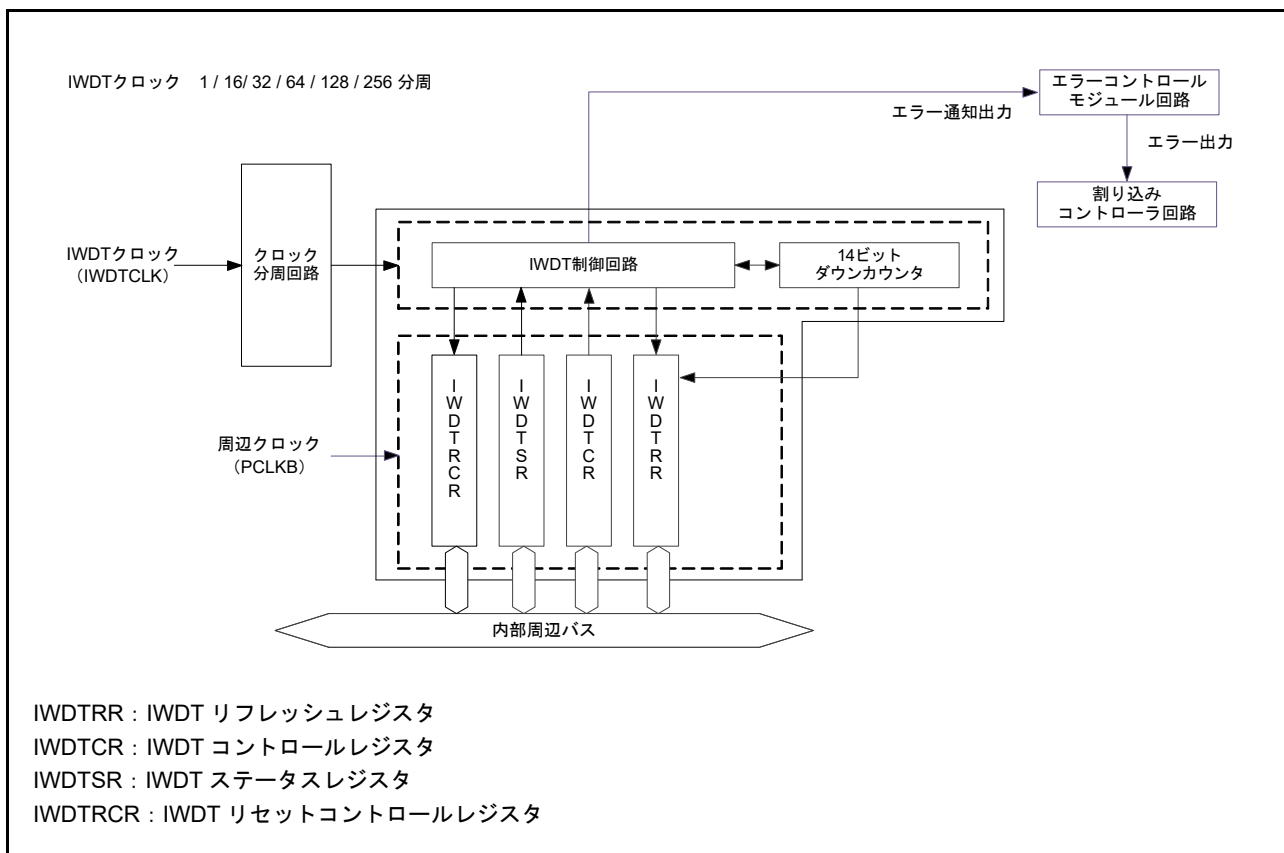 IWDTクロック 1 / 16/ 32 / 64 / 128 / 256 分周
エラーコントロール
モジュール回路
エラー通知出力
エラー出力
割り込み
コントローラ回路
IWDTクロック
（IWDTCLK）
クロック
分周回路
IWDT制御回路
14ビット
ダウンカウンタ
周辺クロック
（PCLKB）
IWDTRCR
IWDTSR
IWDTCR
IWDTRR
内部周辺バス
IWDTRR：IWDT リフレッシュレジスタ
IWDTCR：IWDT コントロールレジスタ
IWDTSR：IWDT ステータスレジスタ
IWDTRCR：IWDT リセットコントロールレジスタ